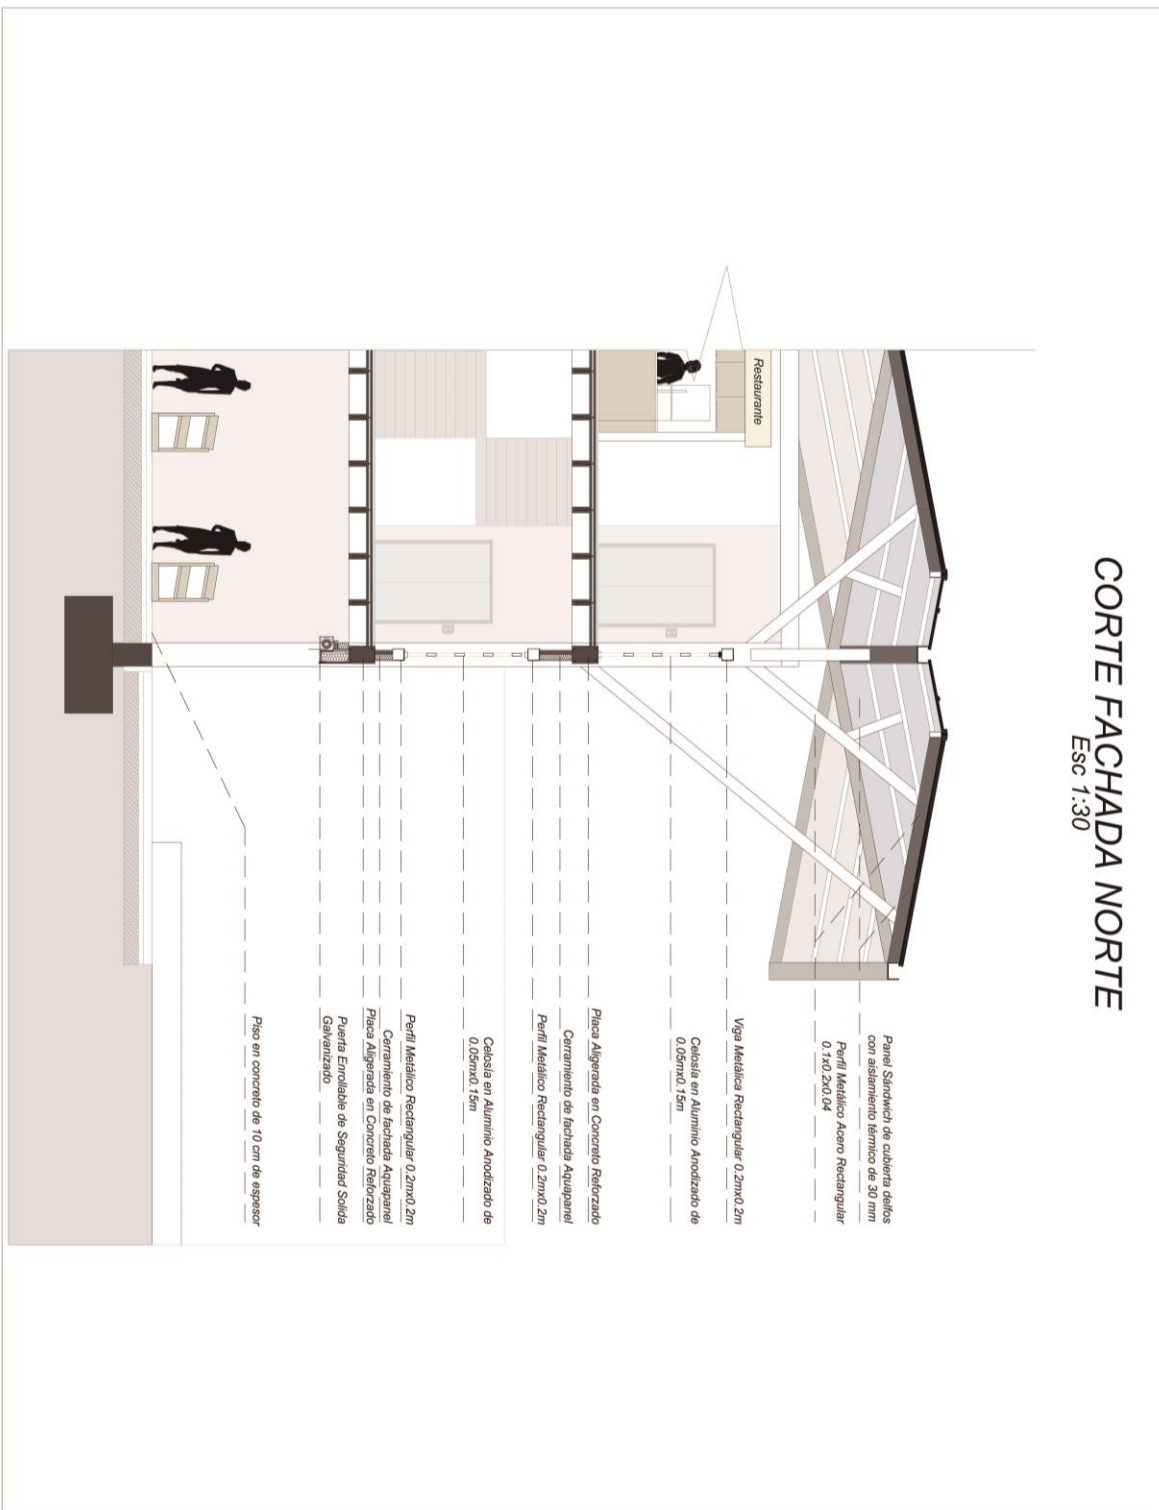 CORTE FACHADA NORTE
Esc 1:30
Panel Sándwich de cubierta delfos
con aislamiento térmico de 30 mm
Perfil Metálico Acero Rectangular
0.1x0.2x0.04
Restaurante
Viga Metálica Rectangular 0.2mx0.2m
Celosía en Aluminio Anodizado de
0.05mx0.15m
Placa Aligerada en Concreto Reforzado
Cerramiento de fachada Aquapanel
Perfil Metálico Rectangular 0.2mx0.2m
Celosía en Aluminio Anodizado de
0.05mx0.15m
Perfil Metálico Rectangular 0.2mx0.2m
Cerramiento de fachada Aquapanel
Placa Aligerada en Concreto Reforzado
Puerta Enrollable de Seguridad Solida
Galvanizado
Piso en concreto de 10 cm de espesor